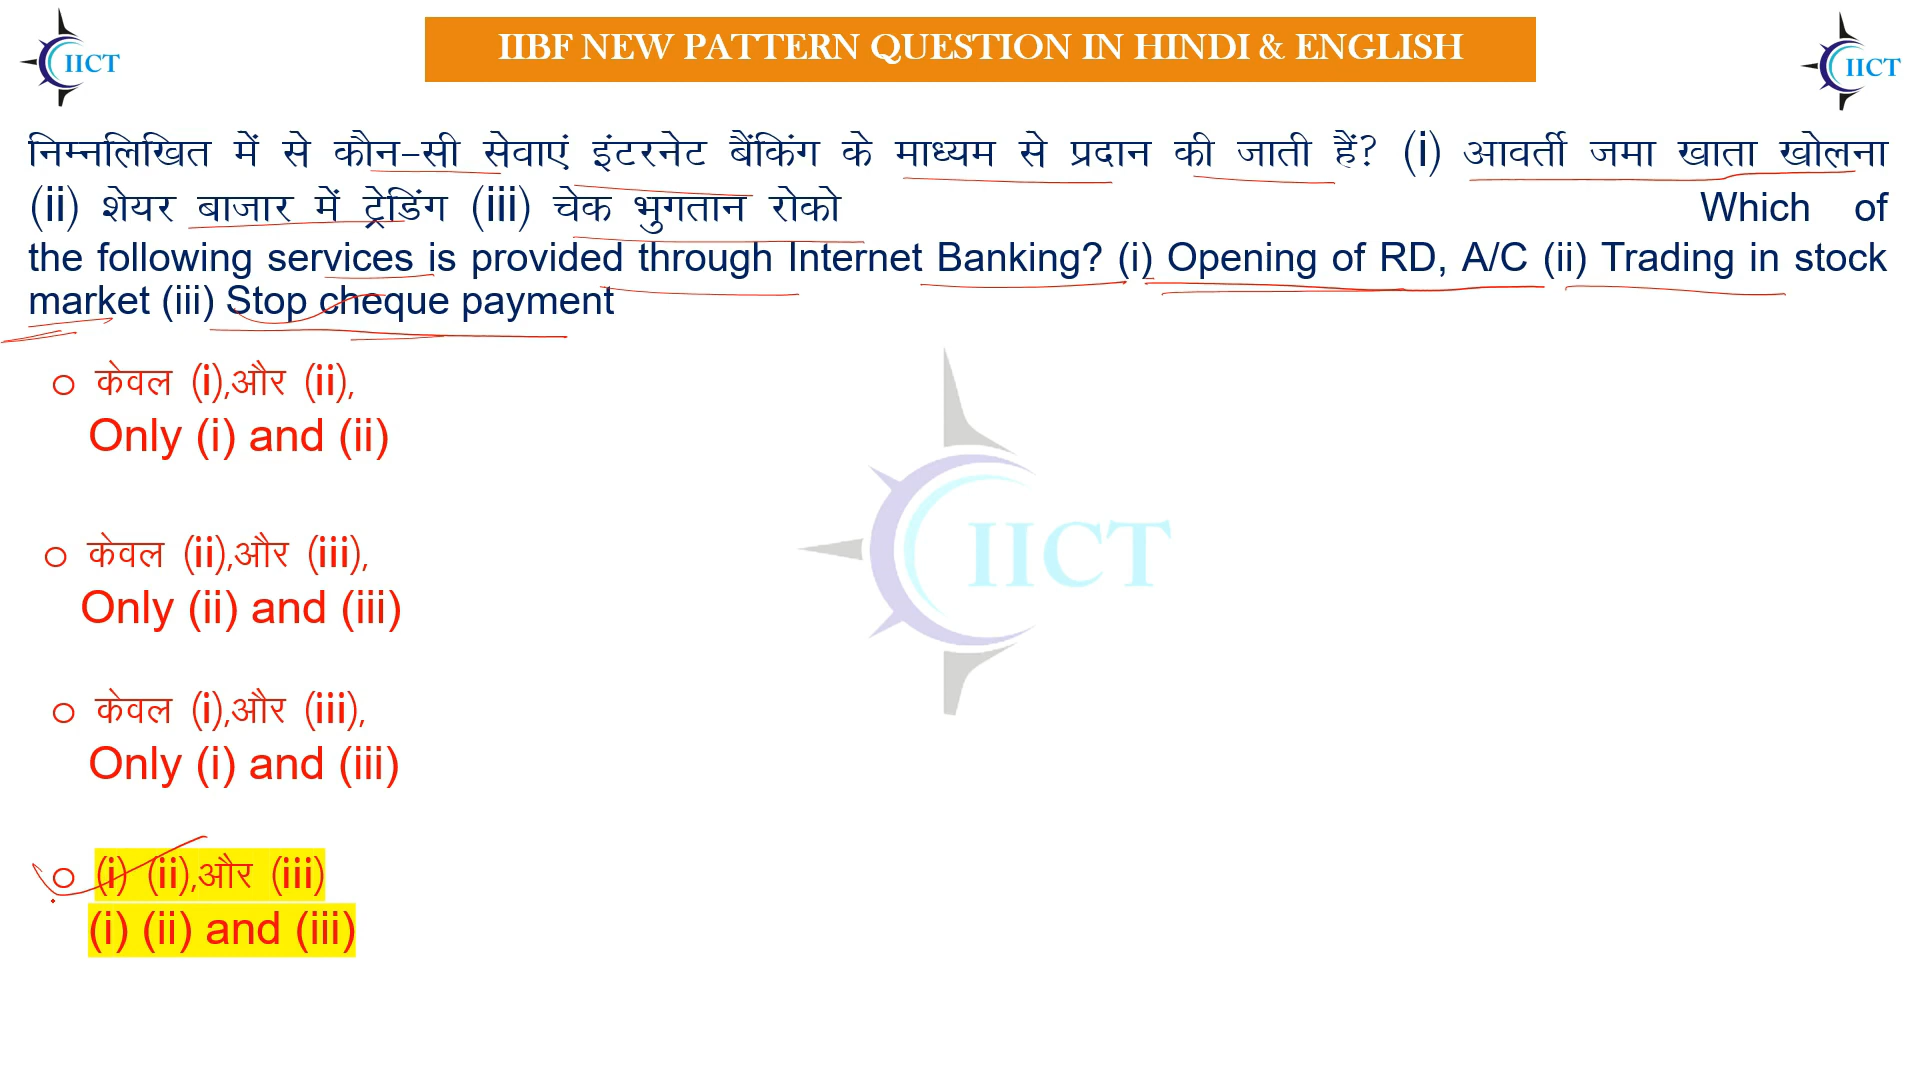 IICT
IIBF NEW PATTERN QUESTION IN HINDI & ENGLISH
IICT
निम्नलिखित में से कौन-सी सेवाएं इंटरनेट बैंकिंग के माध्यम से प्रदान की जाती हैं? (i) आवर्ती जमा खाता खोलना
(ii) शेयर बाजार में ट्रेडिंग (iii) चेक भुगतान रोको Which of
the following services is provided through Internet Banking? (i) Opening of RD, A/C (ii) Trading in stock
market (iii) Stop cheque payment
केवल (i),और (ii),
Only (i) and (ii)
केवल (ii),और (iii),
Only (ii) and (iii)
केवल (i),और (iii),
Only (i) and (iii)
(i) (ii),और (iii)
(i) (ii) and (iii)
IICT